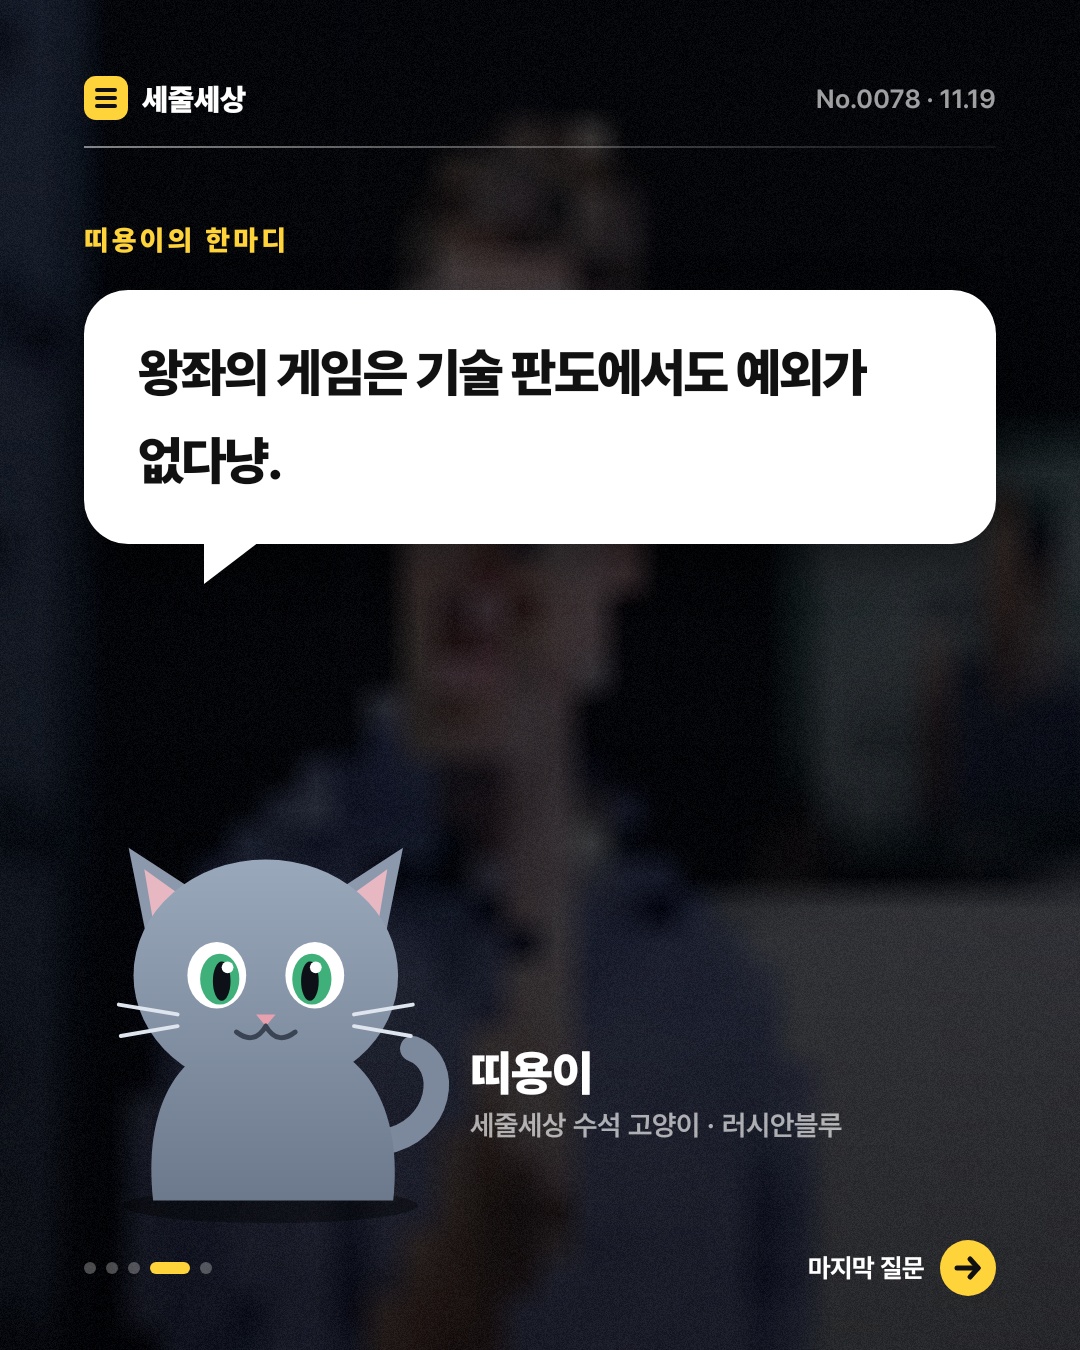 세줄세상
No.0078 · 11.19
띠용이의 한마디
왕좌의 게임은 기술 판도에서도 예외가
없다냥.
띠용이
세줄세상 수석 고양이 · 러시안블루
마지막 질문